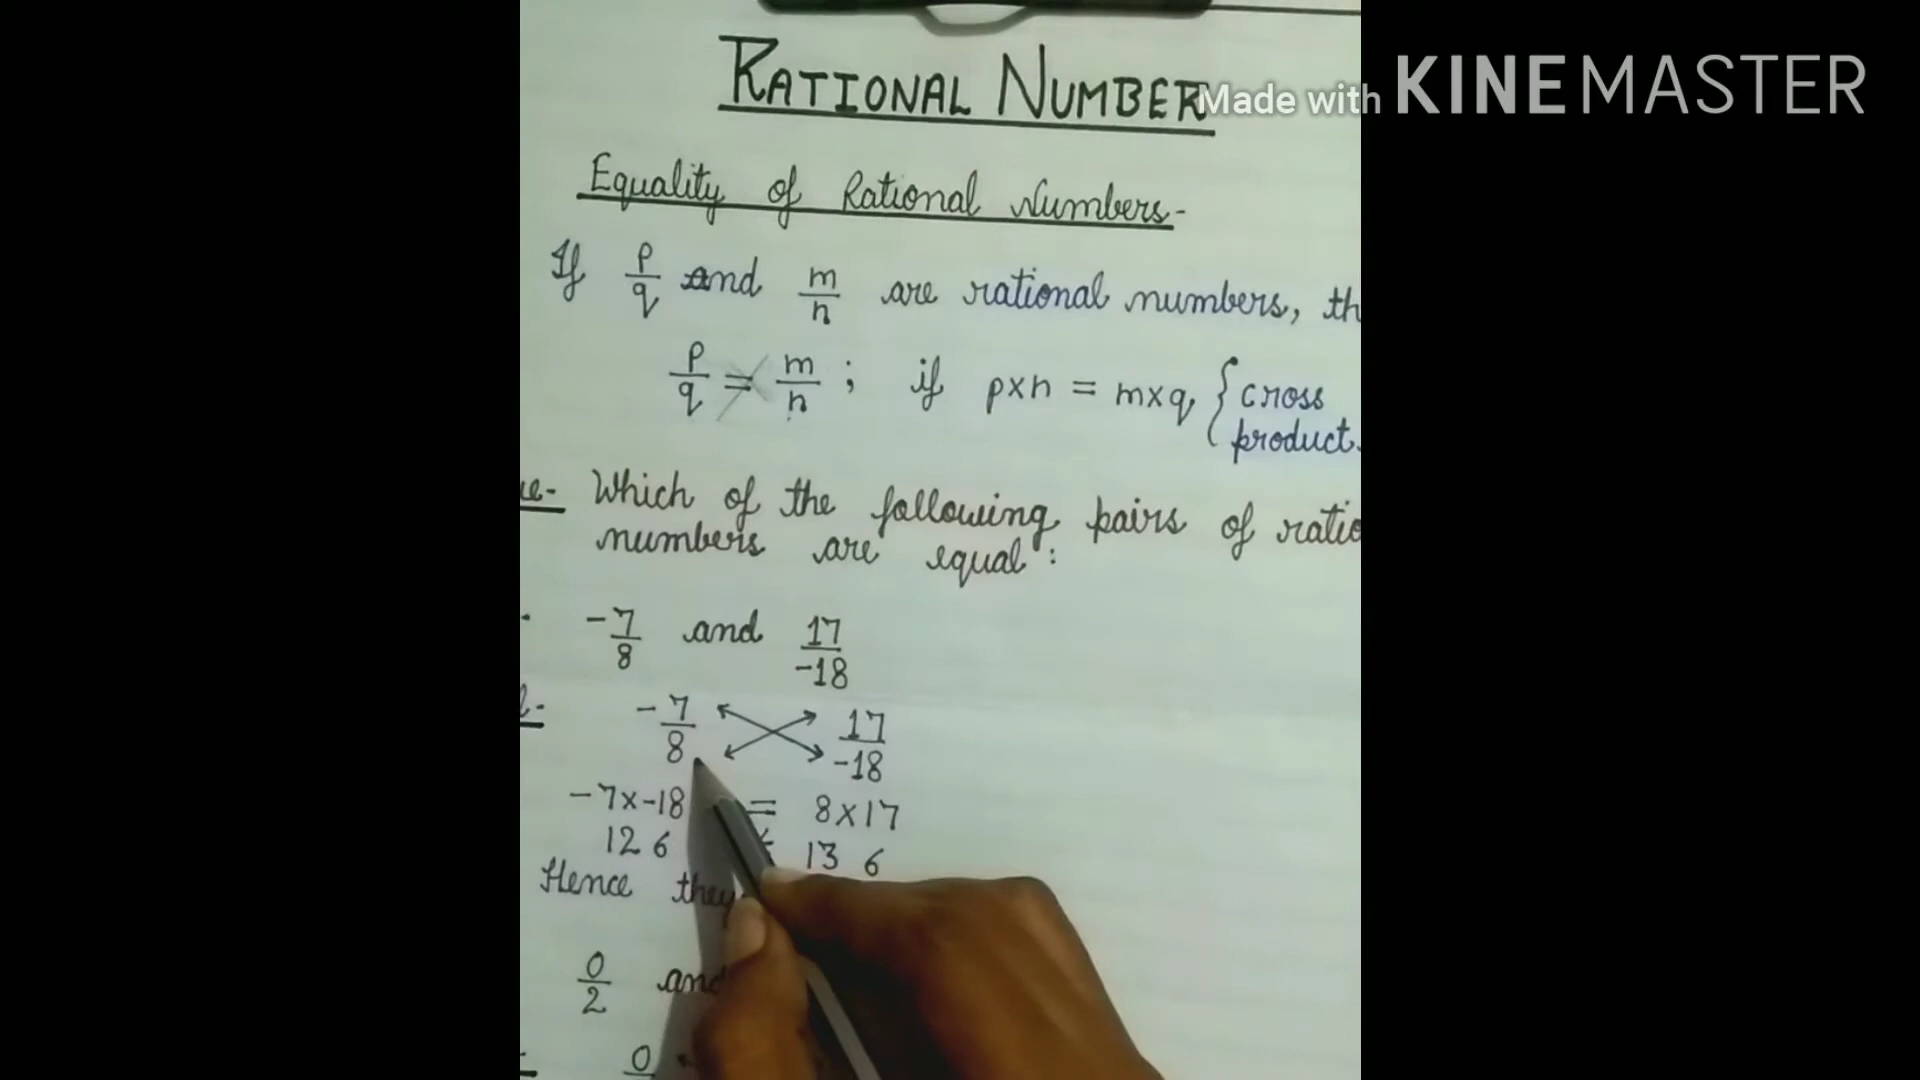 RATIONAL NUMBER
Made with KINEMASTER
Equality of Rational Numbers-
If p/q and m/n are rational numbers, th
p/q = m/n ; if p×n = m×q { cross
product.
ue- Which of the following pairs of ratio
numbers are equal:
-7/8 and 17/-18
l- -7/8 17/-18
-7×-18 = 8×17
126 ≠ 136
Hence they
0/2 and
0